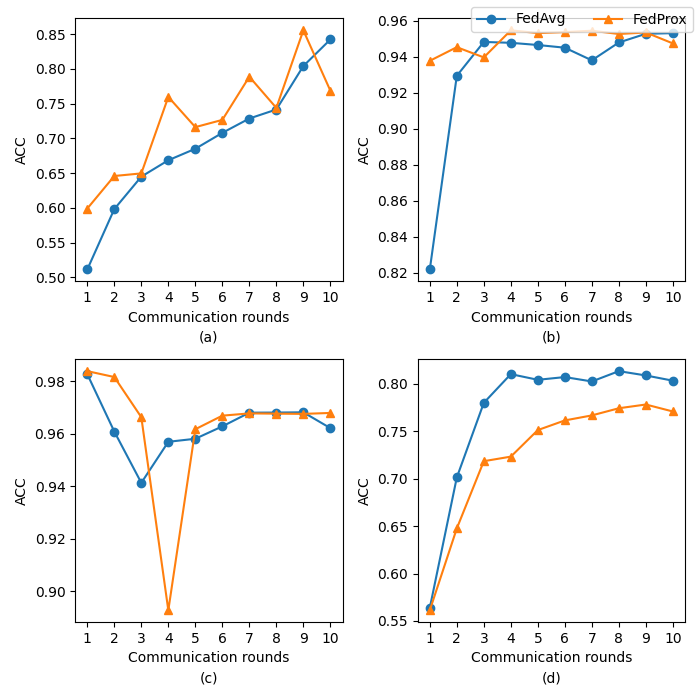 FedAvg FedProx
0.85
0.80
0.75
0.70
0.65
0.60
0.55
0.50
ACC
1 2 3 4 5 6 7 8 9 10
Communication rounds
(a)
0.96
0.94
0.92
0.90
0.88
0.86
0.84
0.82
ACC
1 2 3 4 5 6 7 8 9 10
Communication rounds
(b)
0.98
0.96
0.94
0.92
0.90
ACC
1 2 3 4 5 6 7 8 9 10
Communication rounds
(c)
0.80
0.75
0.70
0.65
0.60
0.55
ACC
1 2 3 4 5 6 7 8 9 10
Communication rounds
(d)